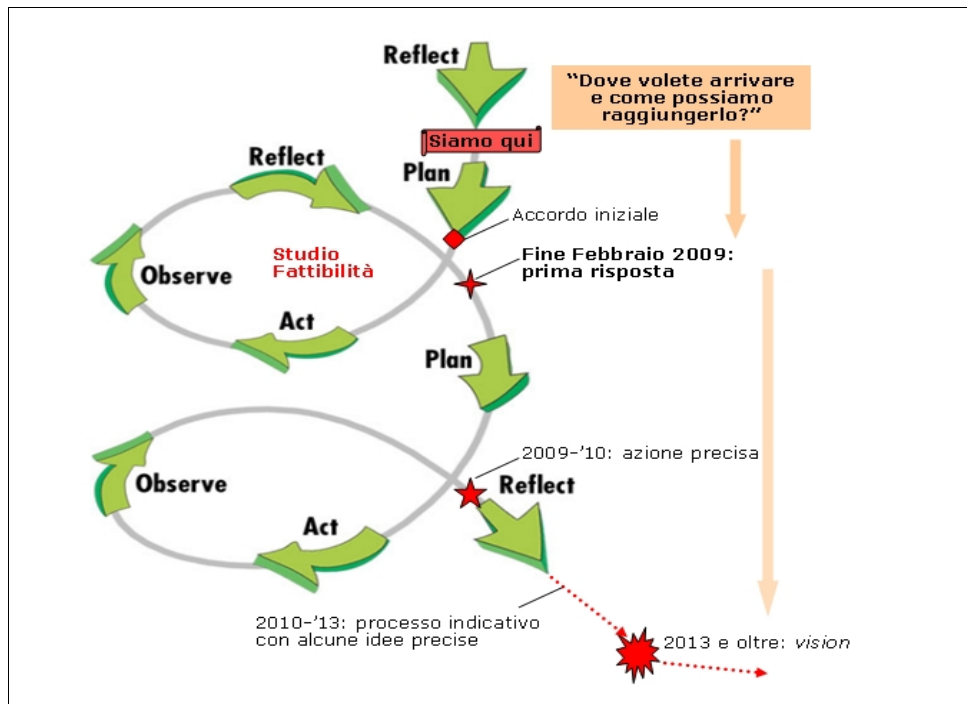 Reflect
"Dove volete arrivare
e come possiamo
raggiungerlo?"
Siamo qui
Reflect
Plan
Accordo iniziale
Studio
Fattibilità
Fine Febbraio 2009:
prima risposta
Observe
Act
Plan
2009-'10: azione precisa
Observe
Reflect
Act
2010-'13: processo indicativo
con alcune idee precise
2013 e oltre: vision